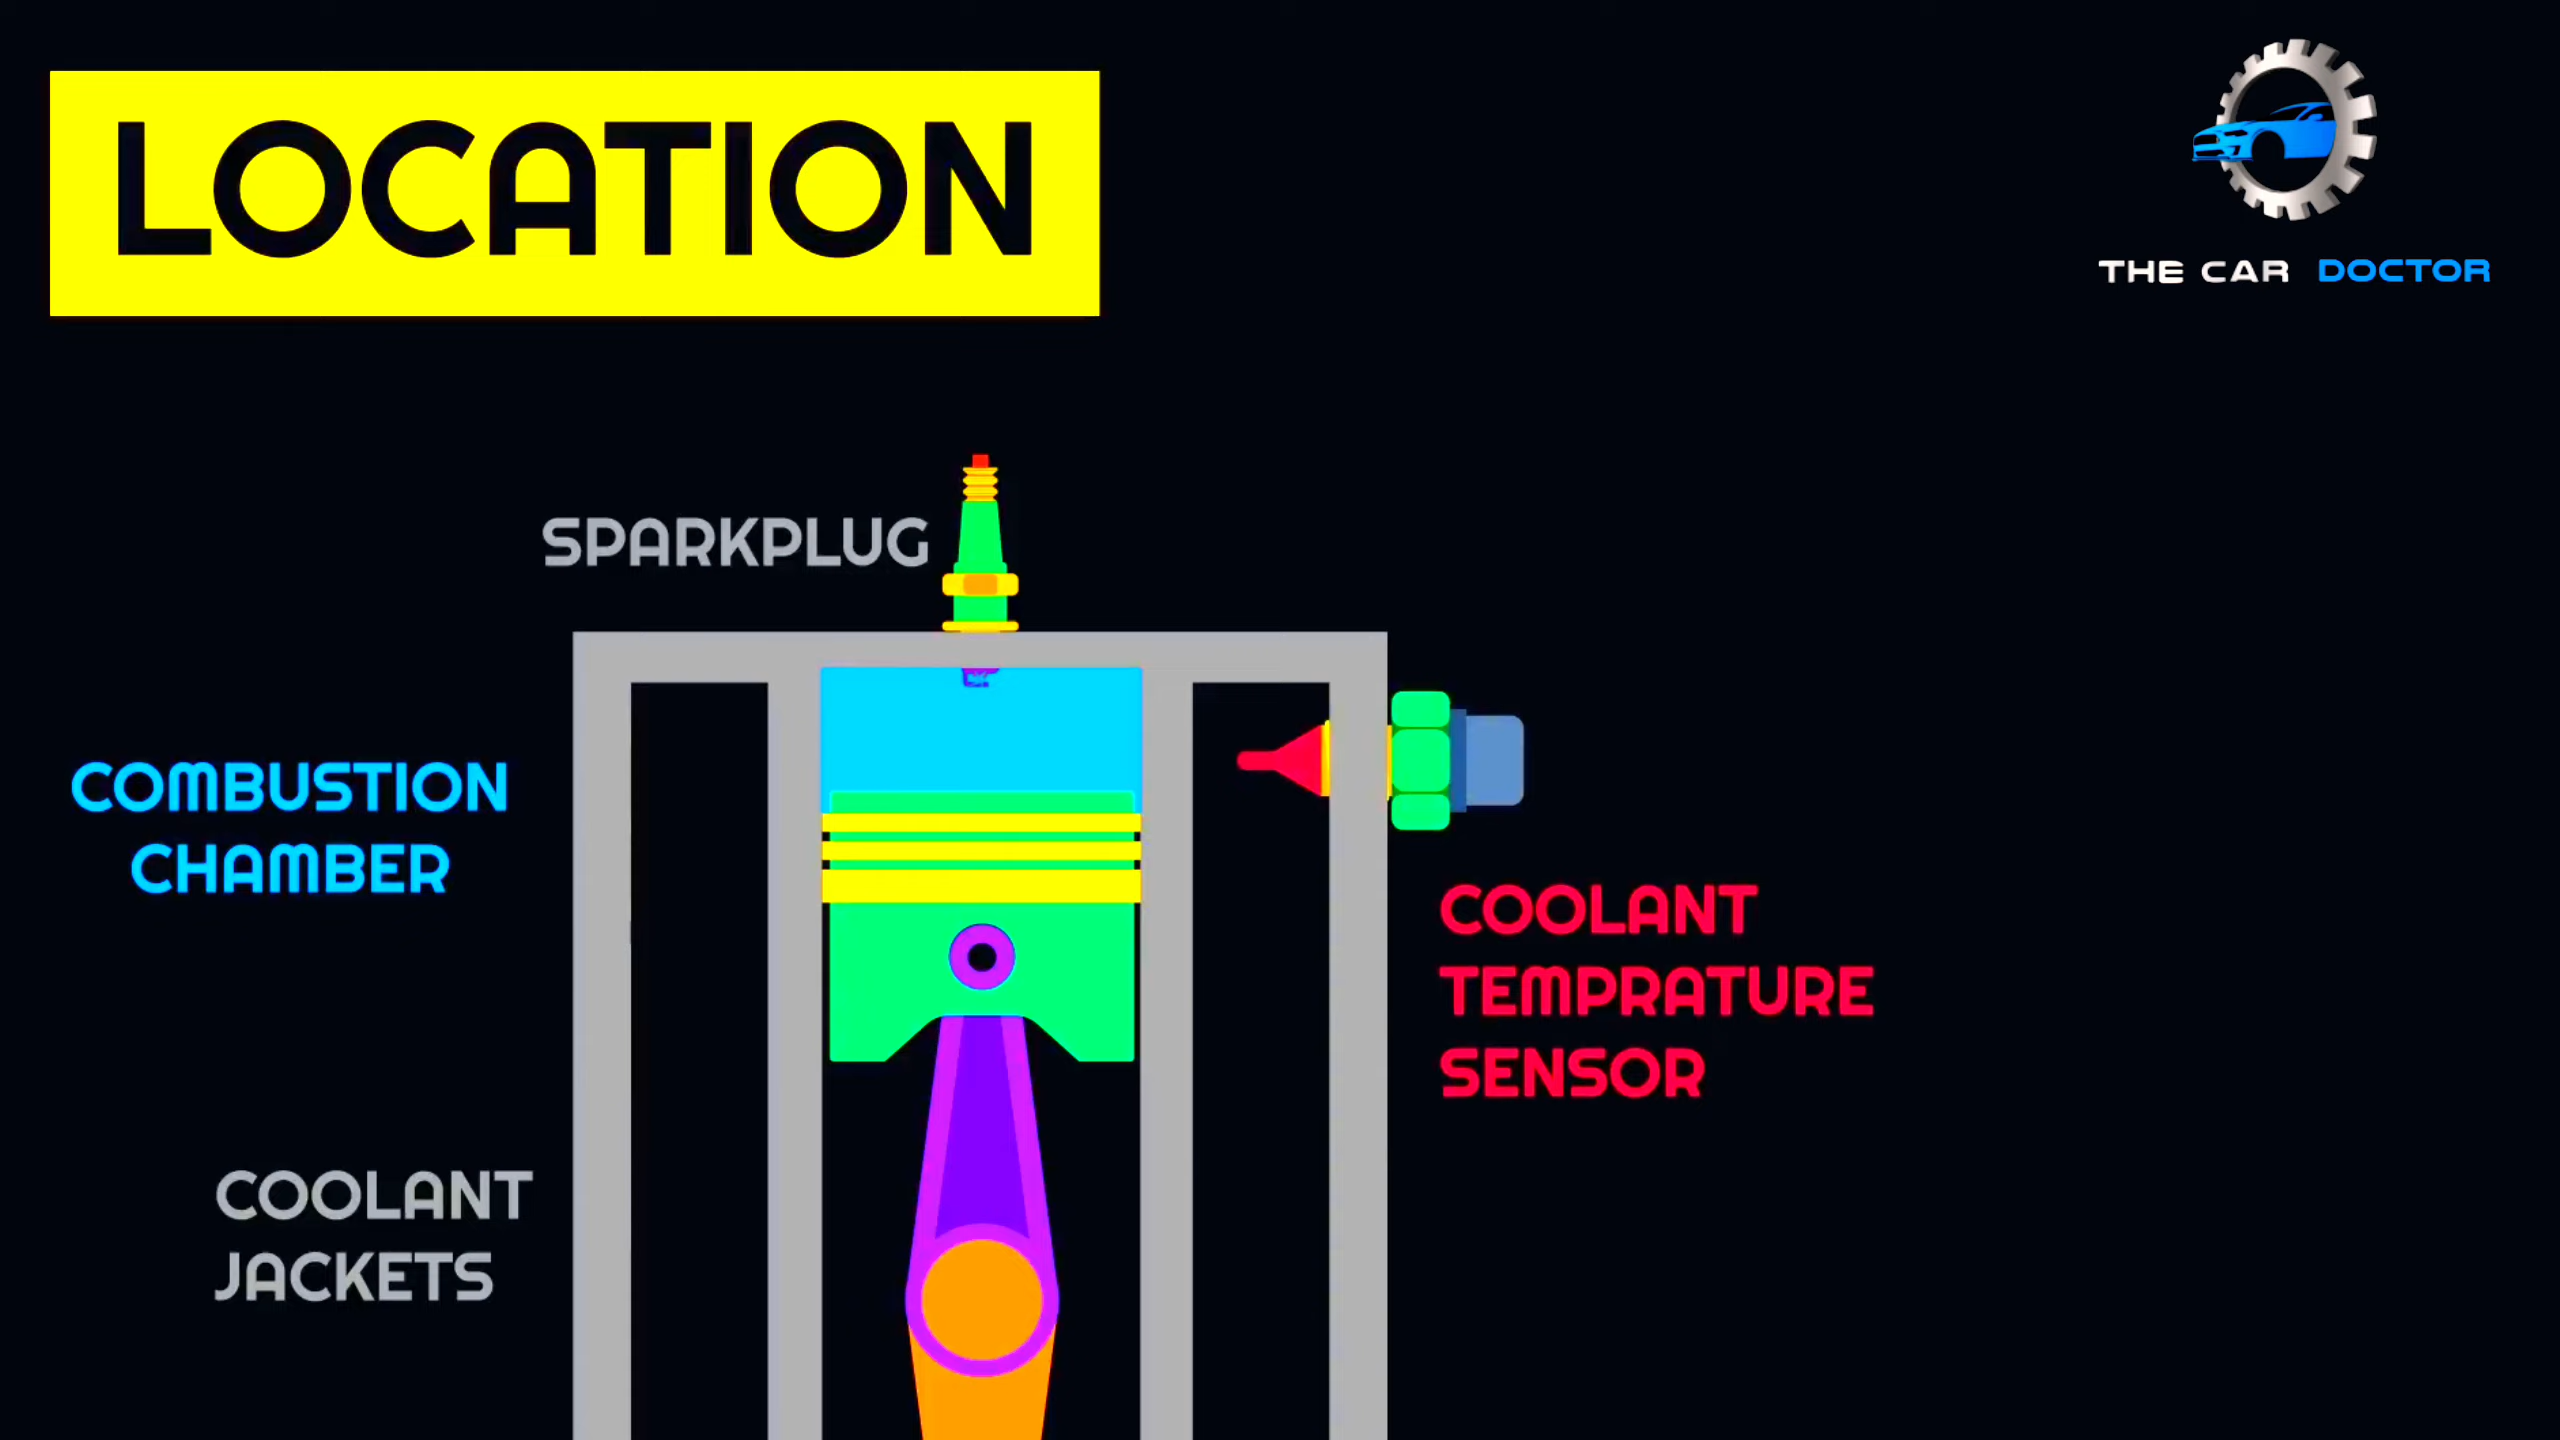 LOCATION
THE CAR DOCTOR
SPARKPLUG
COMBUSTION
CHAMBER
COOLANT
TEMPRATURE
SENSOR
COOLANT
JACKETS